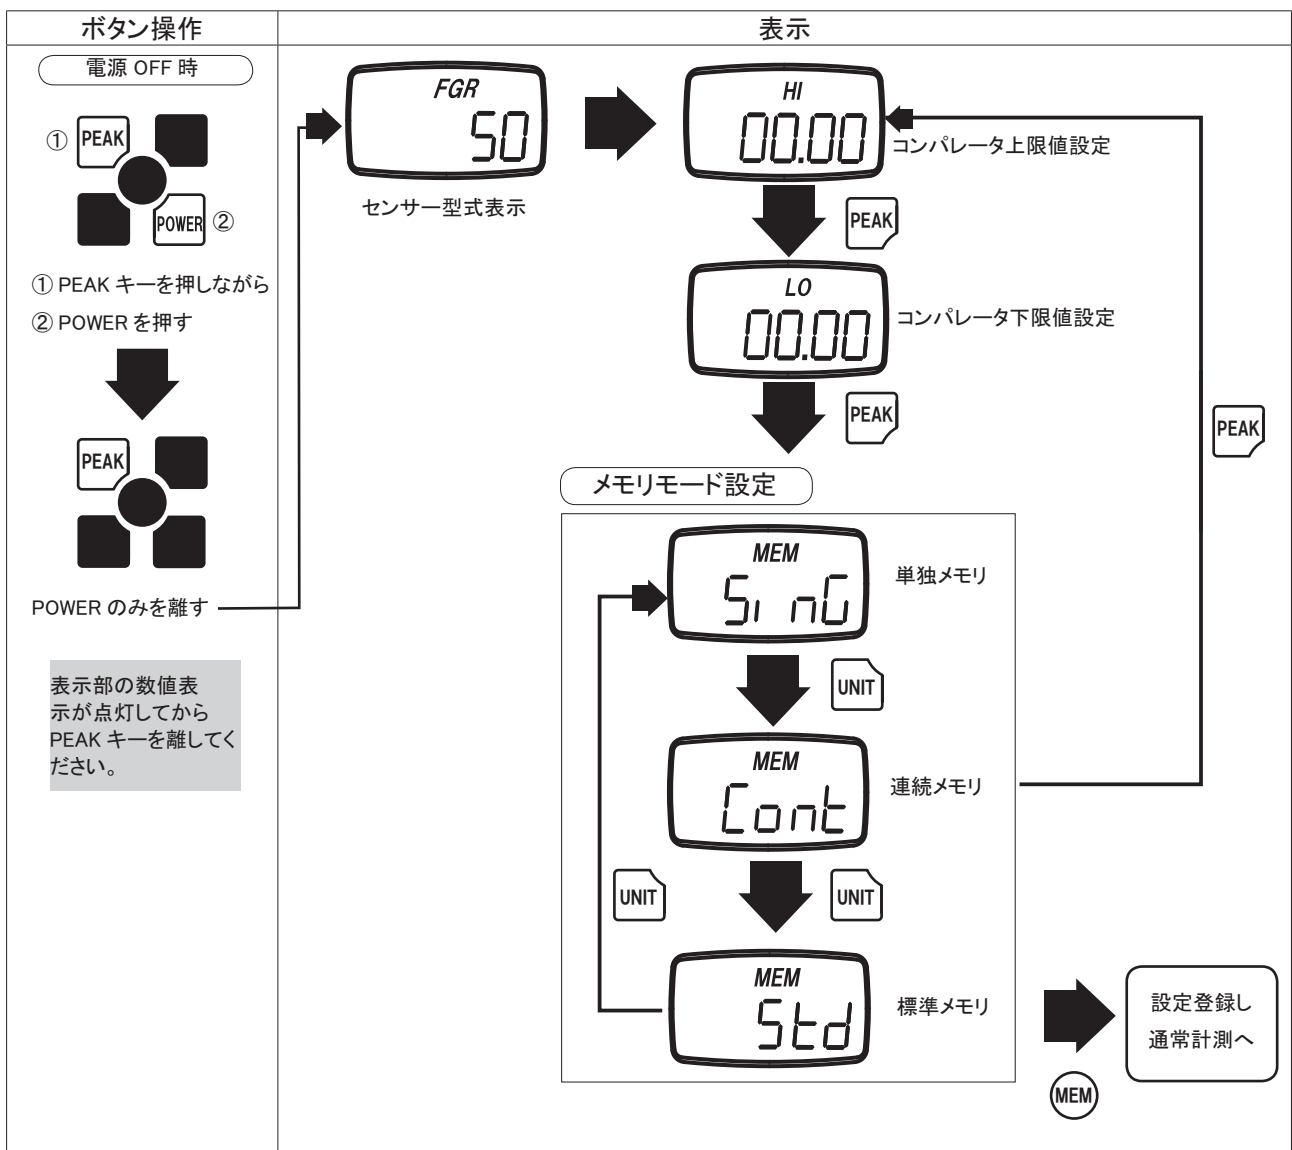 ボタン操作
表示
電源 OFF 時
① PEAK
POWER ②
① PEAK キーを押しながら
② POWER を押す
PEAK
POWER のみを離す
表示部の数値表
示が点灯してから
PEAK キーを離してく
ださい。
FGR
50
センサー型式表示
HI
00.00
コンパレータ上限値設定
PEAK
LO
00.00
コンパレータ下限値設定
PEAK
PEAK
メモリモード設定
MEM
Sı nG
単独メモリ
UNIT
MEM
Cont
連続メモリ
UNIT
UNIT
MEM
Std
標準メモリ
MEM
設定登録し
通常計測へ